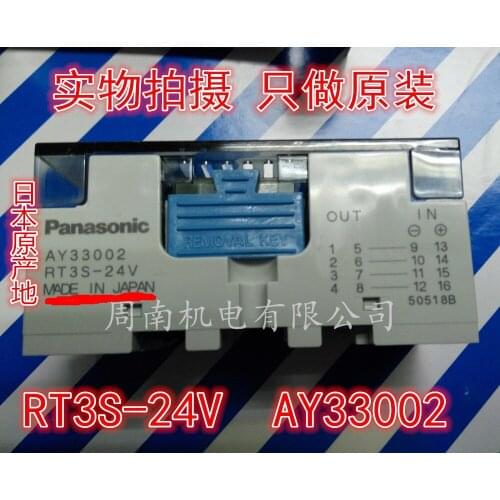 实物拍摄 只做原装
日本原产地
Panasonic
AY33002
RT3S-24V
MADE IN JAPAN
REMOVAL KEY
OUT IN
⊖ ⊕
1 5 9 13
2 6 10 14
3 7 11 15
4 8 12 16
50518B
周南机电有限公司
RT3S-24V AY33002